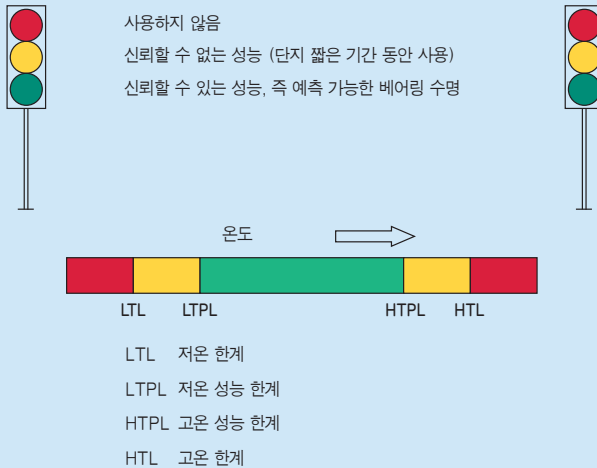 사용하지 않음
신뢰할 수 없는 성능 (단지 짧은 기간 동안 사용)
신뢰할 수 있는 성능, 즉 예측 가능한 베어링 수명
온도
LTL LTPL HTPL HTL
LTL 저온 한계
LTPL 저온 성능 한계
HTPL 고온 성능 한계
HTL 고온 한계